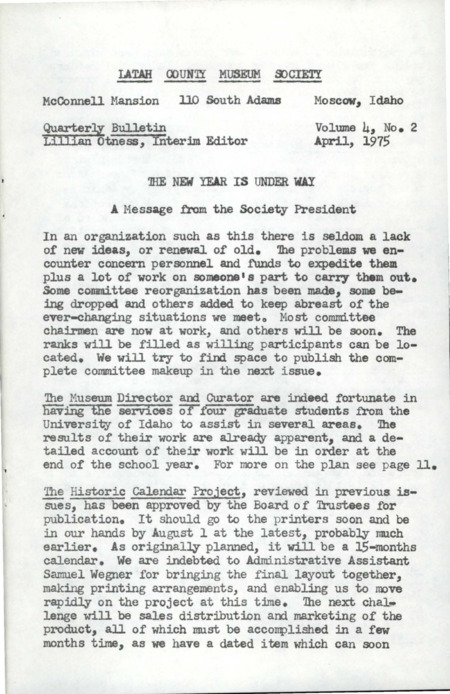 LATAH COUNTY MUSEUM SOCIETY
McConnell Mansion 110 South Adams Moscow, Idaho
Quarterly Bulletin Volume 4, No. 2
Lillian Otness, Interim Editor April, 1975
THE NEW YEAR IS UNDER WAY
A Message from the Society President
In an organization such as this there is seldom a lack
of new ideas, or renewal of old. The problems we en-
counter concern personnel and funds to expedite them
plus a lot of work on someone's part to carry them out.
Some committee reorganization has been made, some be-
ing dropped and others added to keep abreast of the
ever-changing situations we meet. Most committee
chairmen are now at work, and others will be soon. The
ranks will be filled as willing participants can be lo-
cated. We will try to find space to publish the com-
plete committee makeup in the next issue.
The Museum Director and Curator are indeed fortunate in
having the services of four graduate students from the
University of Idaho to assist in several areas. The
results of their work are already apparent, and a de-
tailed account of their work will be in order at the
end of the school year. For more on the plan see page 11.
The Historic Calendar Project, reviewed in previous is-
sues, has been approved by the Board of Trustees for
publication. It should go to the printers soon and be
in our hands by August 1 at the latest, probably much
earlier. As originally planned, it will be a 15-months
calendar. We are indebted to Administrative Assistant
Samuel Wegner for bringing the final layout together,
making printing arrangements, and enabling us to move
rapidly on the project at this time. The next chal-
lenge will be sales distribution and marketing of the
product, all of which must be accomplished in a few
months time, as we have a dated item which can soon